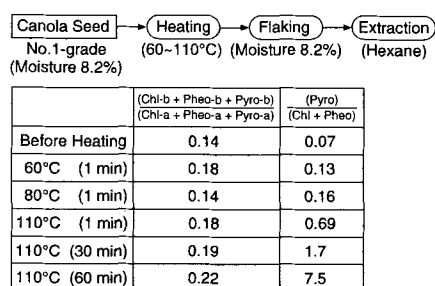 Canola Seed Heating Flaking Extraction
No.1-grade (60~110°C) (Moisture 8.2%) (Hexane)
(Moisture 8.2%)
(Chl-b + Pheo-b + Pyro-b) (Pyro)
(Chl-a + Pheo-a + Pyro-a) (Chl + Pheo)
Before Heating 0.14 0.07
60°C (1 min) 0.18 0.13
80°C (1 min) 0.14 0.16
110°C (1 min) 0.18 0.69
110°C (30 min) 0.19 1.7
110°C (60 min) 0.22 7.5